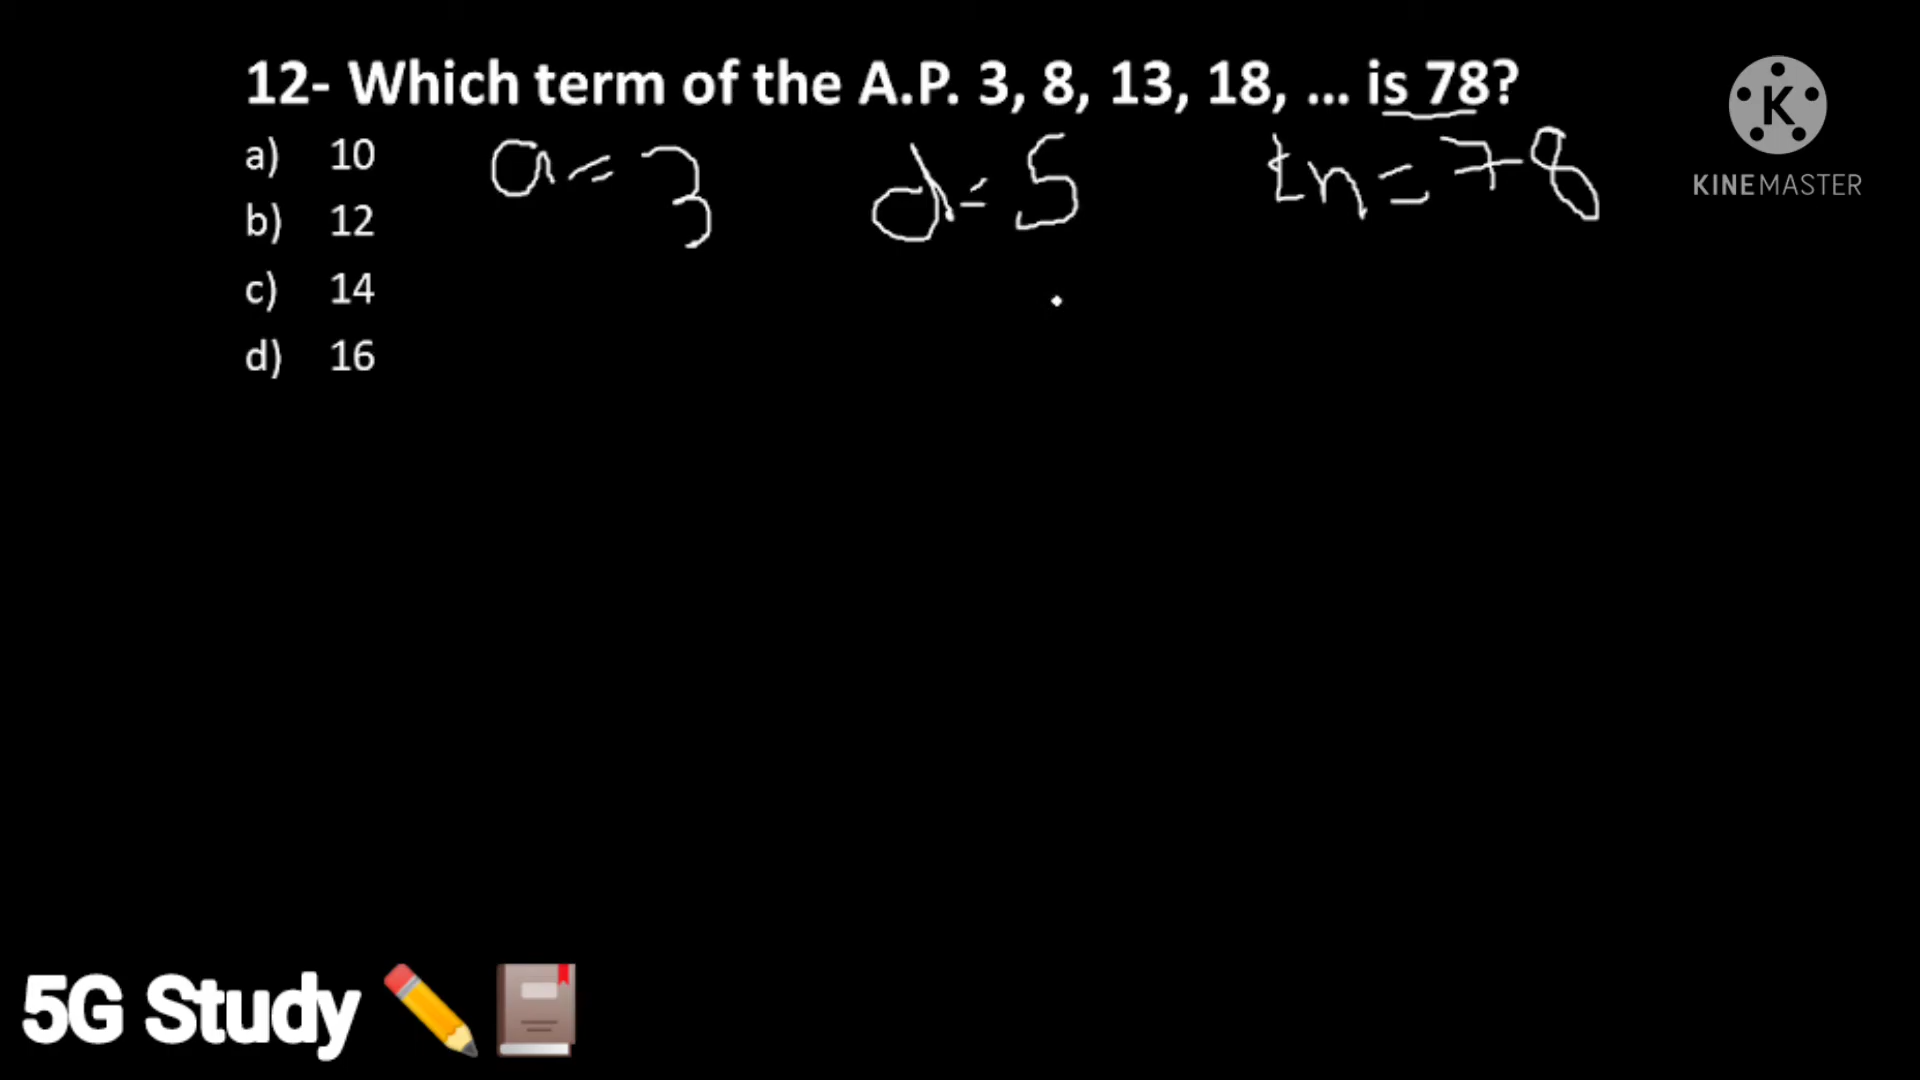 12- Which term of the A.P. 3, 8, 13, 18, ... is 78?
a) 10
b) 12
c) 14
d) 16
a = 3 d = 5 tn = 78
K
KINEMASTER
5G Study